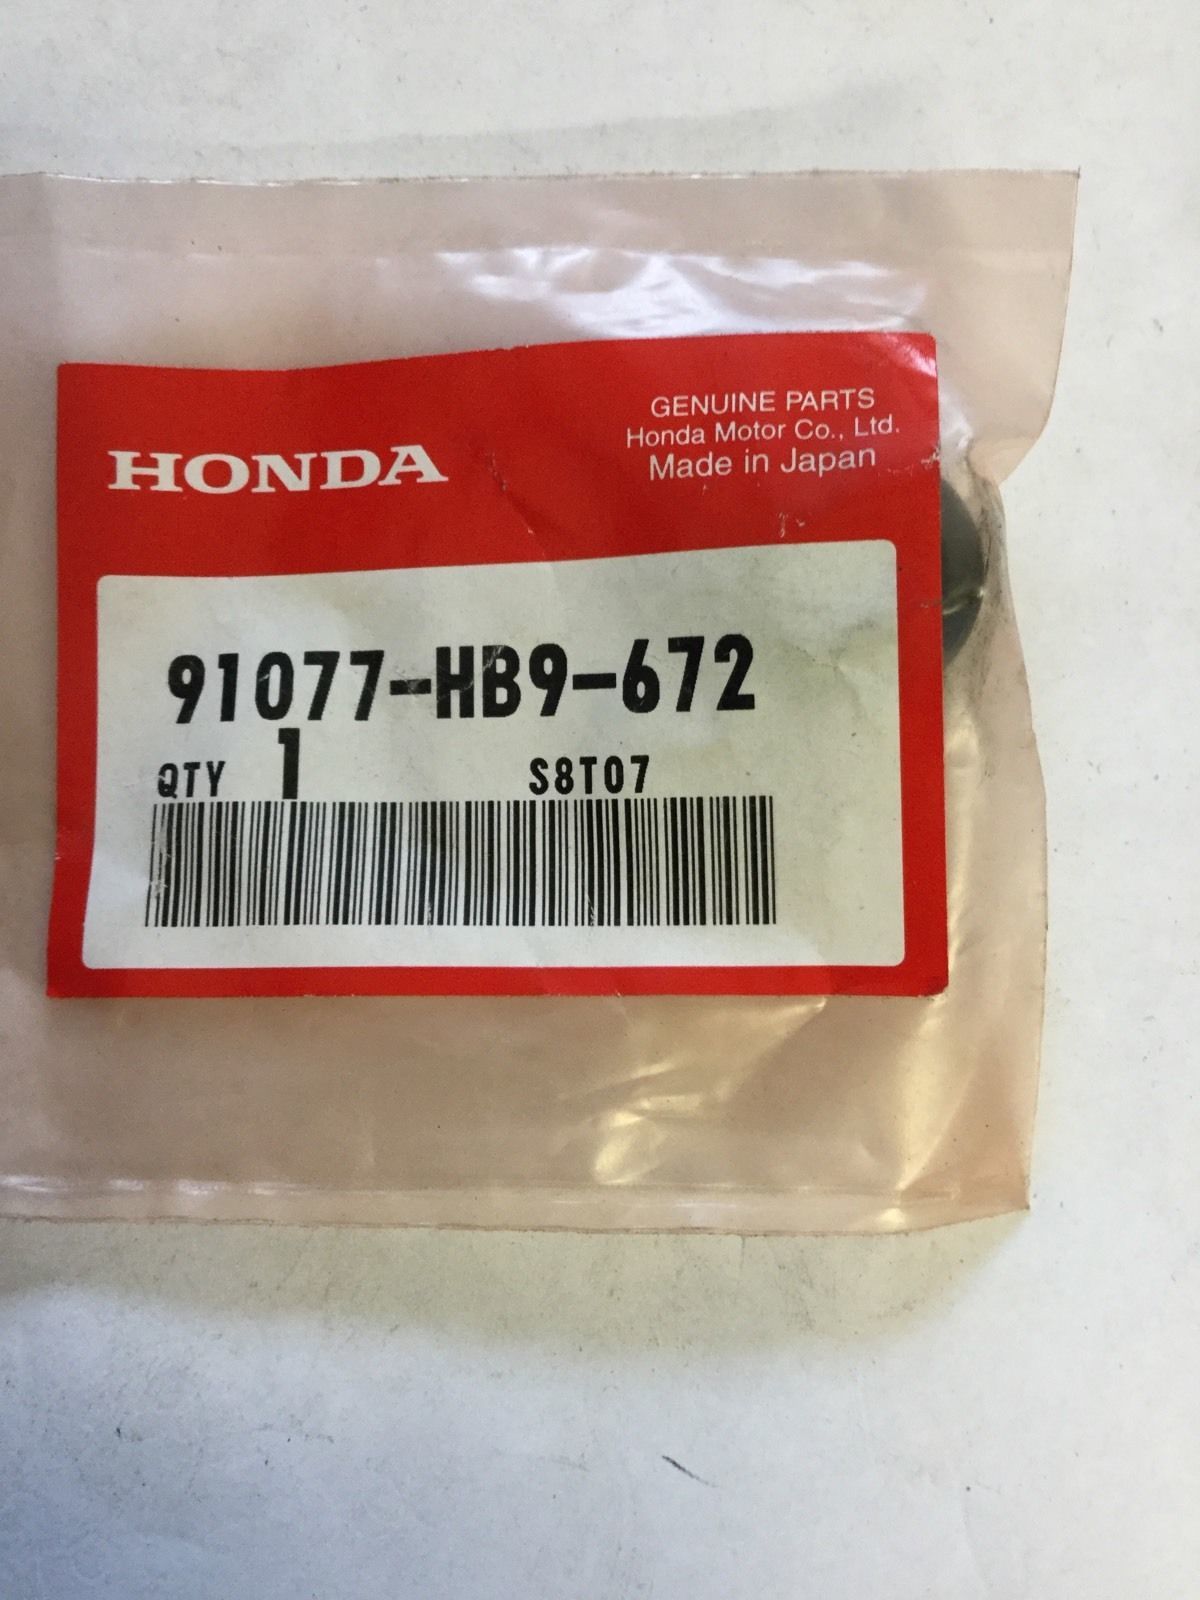 GENUINE PARTS
Honda Motor Co., Ltd.
Made in Japan
HONDA
91077-HB9-672
QTY 1 S8T07